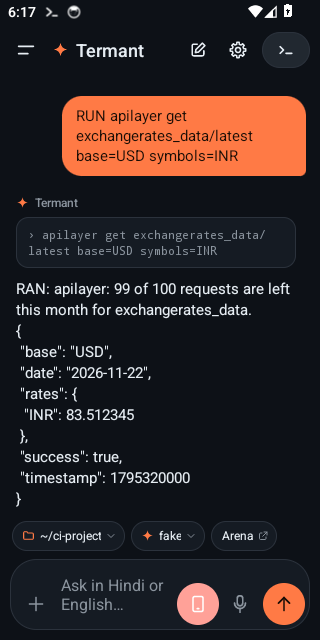 6:17
Termant
RUN apilayer get
exchangerates_data/latest
base=USD symbols=INR
Termant
› apilayer get exchangerates_data/
latest base=USD symbols=INR
RAN: apilayer: 99 of 100 requests are left
this month for exchangerates_data.
{
"base": "USD",
"date": "2026-11-22",
"rates": {
"INR": 83.512345
},
"success": true,
"timestamp": 1795320000
}
~/ci-project
fake
Arena
Ask in Hindi or
English…